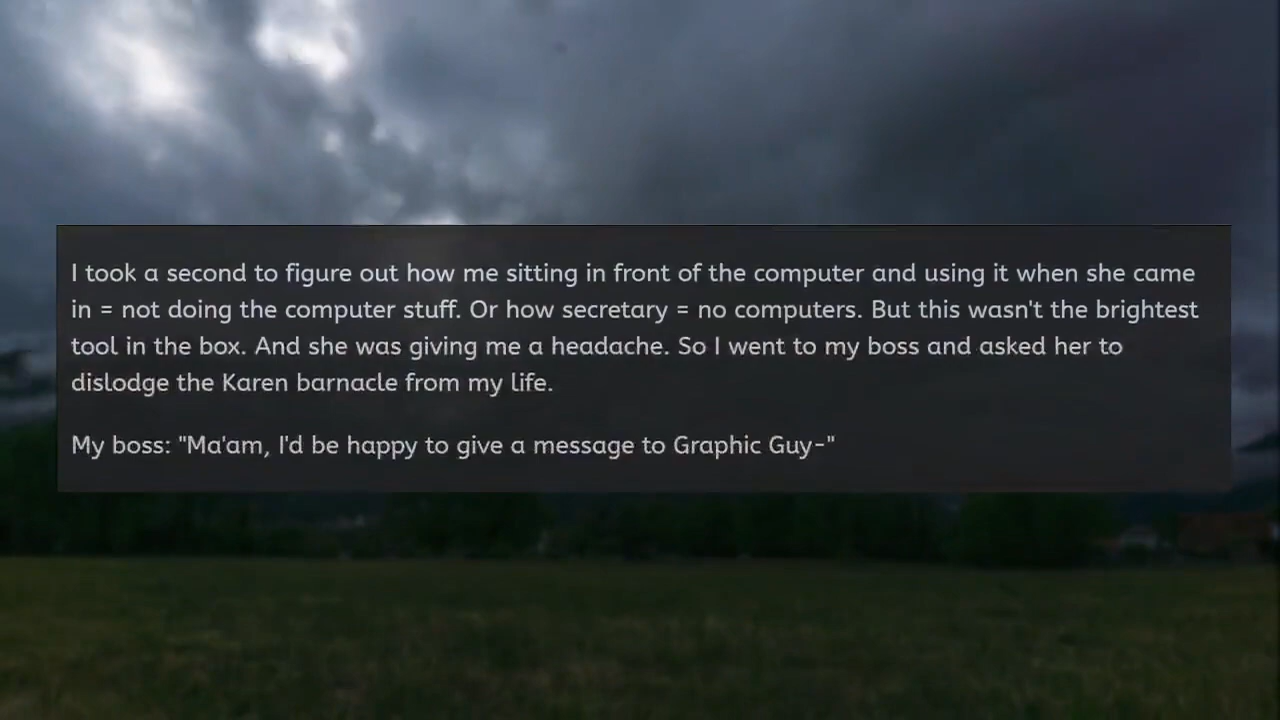 I took a second to figure out how me sitting in front of the computer and using it when she came
in = not doing the computer stuff. Or how secretary = no computers. But this wasn't the brightest
tool in the box. And she was giving me a headache. So I went to my boss and asked her to
dislodge the Karen barnacle from my life.
My boss: "Ma'am, I'd be happy to give a message to Graphic Guy-"